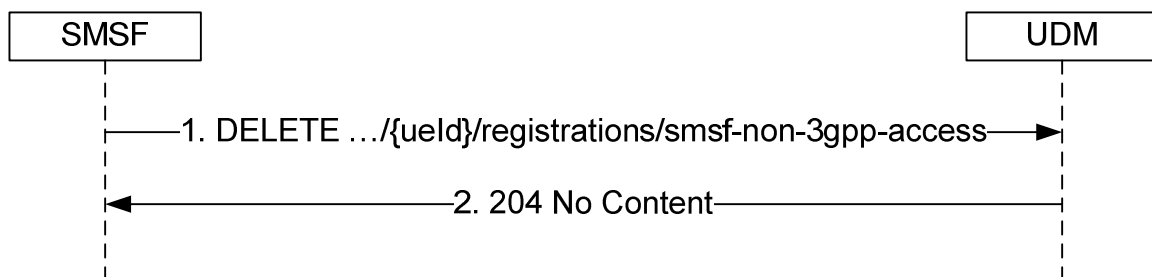 SMSF
UDM
1. DELETE …/{ueId}/registrations/smsf-non-3gpp-access
2. 204 No Content